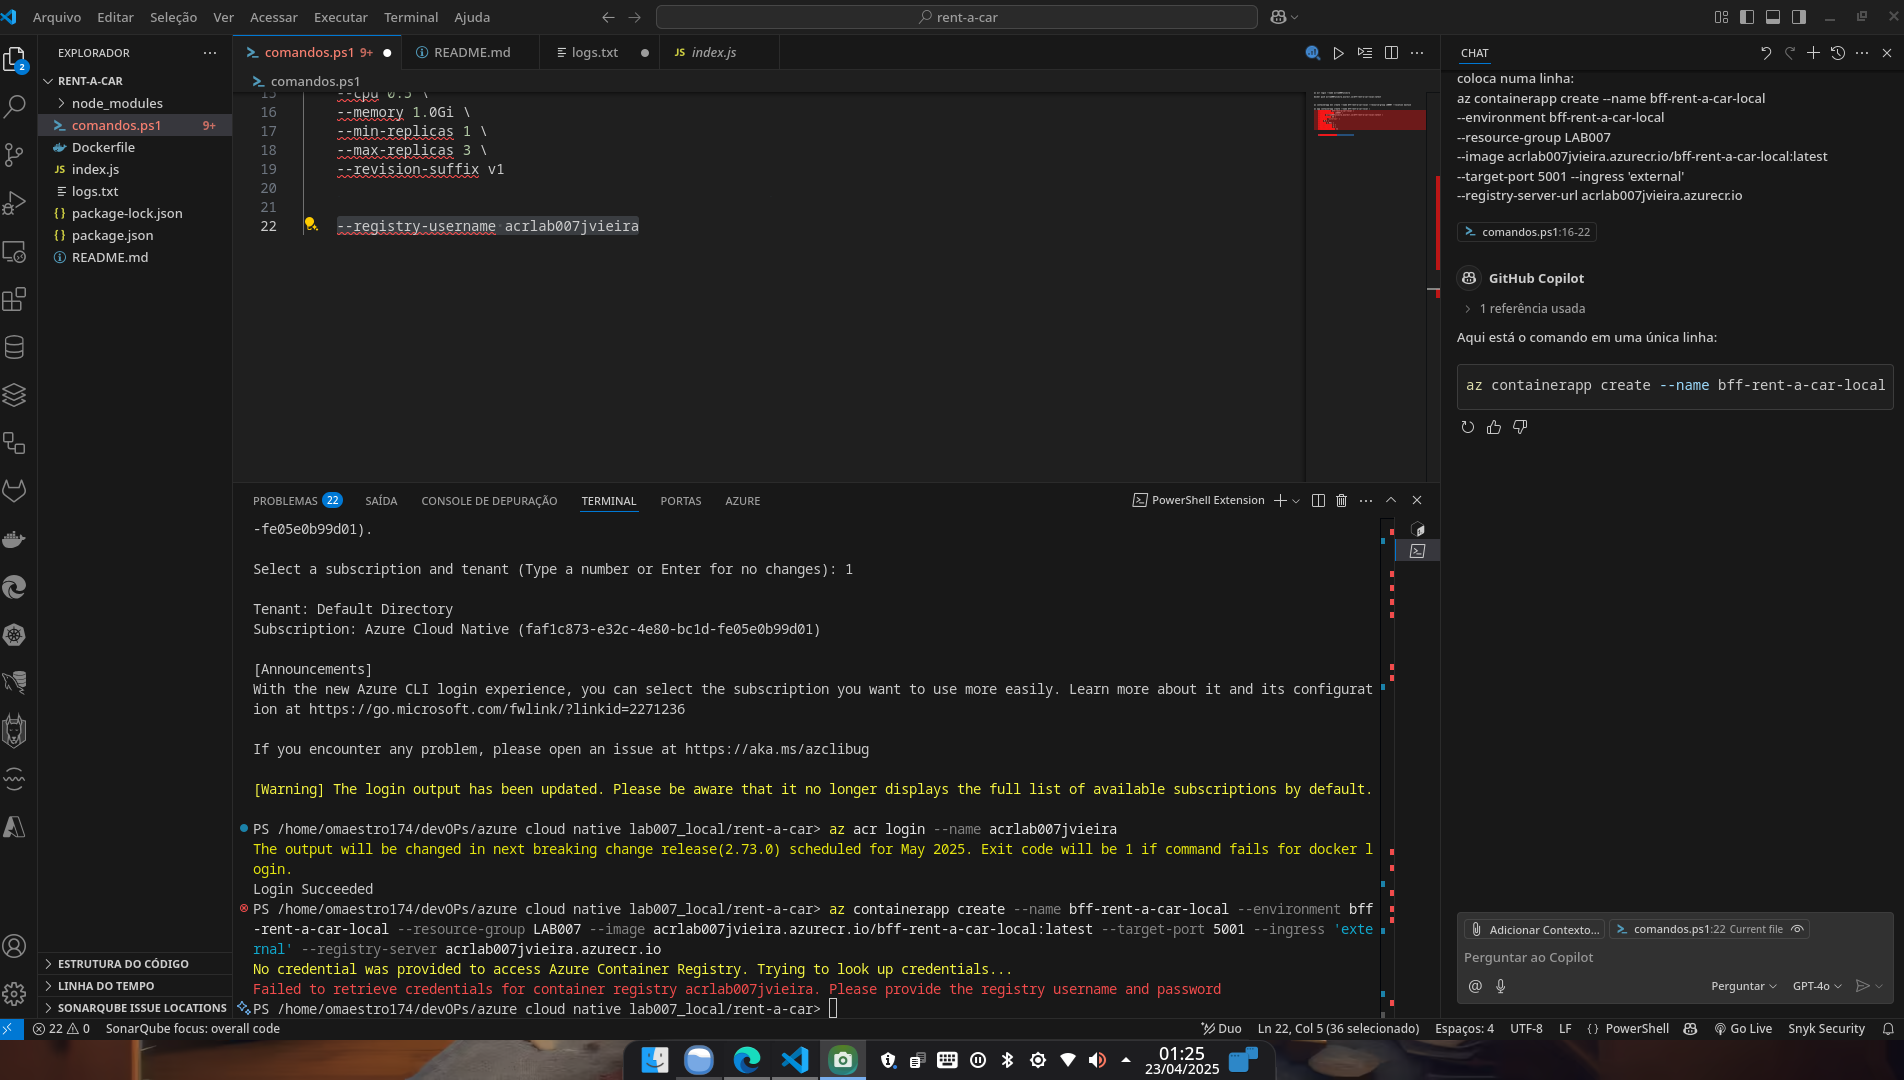 Arquivo Editar Seleção Ver Acessar Executar Terminal Ajuda
rent-a-car
EXPLORADOR
RENT-A-CAR
node_modules
comandos.ps1 9+
Dockerfile
JS index.js
logs.txt
{ } package-lock.json
{ } package.json
README.md
ESTRUTURA DO CÓDIGO
LINHA DO TEMPO
SONARQUBE ISSUE LOCATIONS
2
comandos.ps1 9+
README.md
logs.txt
JS index.js
comandos.ps1
15 --cpu 0.5 \
16 --memory 1.0Gi \
17 --min-replicas 1 \
18 --max-replicas 3 \
19 --revision-suffix v1
20
21
22 --registry-username acrlab007jvieira
PROBLEMAS 22 SAÍDA CONSOLE DE DEPURAÇÃO TERMINAL PORTAS AZURE
PowerShell Extension
-fe05e0b99d01).
Select a subscription and tenant (Type a number or Enter for no changes): 1
Tenant: Default Directory
Subscription: Azure Cloud Native (faf1c873-e32c-4e80-bc1d-fe05e0b99d01)
[Announcements]
With the new Azure CLI login experience, you can select the subscription you want to use more easily. Learn more about it and its configurat
ion at https://go.microsoft.com/fwlink/?linkid=2271236
If you encounter any problem, please open an issue at https://aka.ms/azclibug
[Warning] The login output has been updated. Please be aware that it no longer displays the full list of available subscriptions by default.
PS /home/omaestro174/devOPs/azure cloud native lab007_local/rent-a-car> az acr login --name acrlab007jvieira
The output will be changed in next breaking change release(2.73.0) scheduled for May 2025. Exit code will be 1 if command fails for docker l
ogin.
Login Succeeded
PS /home/omaestro174/devOPs/azure cloud native lab007_local/rent-a-car> az containerapp create --name bff-rent-a-car-local --environment bff
-rent-a-car-local --resource-group LAB007 --image acrlab007jvieira.azurecr.io/bff-rent-a-car-local:latest --target-port 5001 --ingress 'exte
rnal' --registry-server acrlab007jvieira.azurecr.io
No credential was provided to access Azure Container Registry. Trying to look up credentials...
Failed to retrieve credentials for container registry acrlab007jvieira. Please provide the registry username and password
PS /home/omaestro174/devOPs/azure cloud native lab007_local/rent-a-car>
CHAT
coloca numa linha:
az containerapp create --name bff-rent-a-car-local
--environment bff-rent-a-car-local
--resource-group LAB007
--image acrlab007jvieira.azurecr.io/bff-rent-a-car-local:latest
--target-port 5001 --ingress 'external'
--registry-server-url acrlab007jvieira.azurecr.io
comandos.ps1:16-22
GitHub Copilot
1 referência usada
Aqui está o comando em uma única linha:
az containerapp create --name bff-rent-a-car-local
Adicionar Contexto... comandos.ps1:22 Current file
Perguntar ao Copilot
@ Perguntar GPT-4o
22 0 SonarQube focus: overall code
Duo Ln 22, Col 5 (36 selecionado) Espaços: 4 UTF-8 LF { } PowerShell Go Live Snyk Security
01:25
23/04/2025